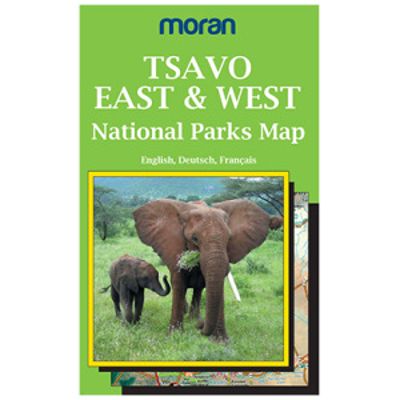 moran
TSAVO
EAST & WEST
National Parks Map
English, Deutsch, Français